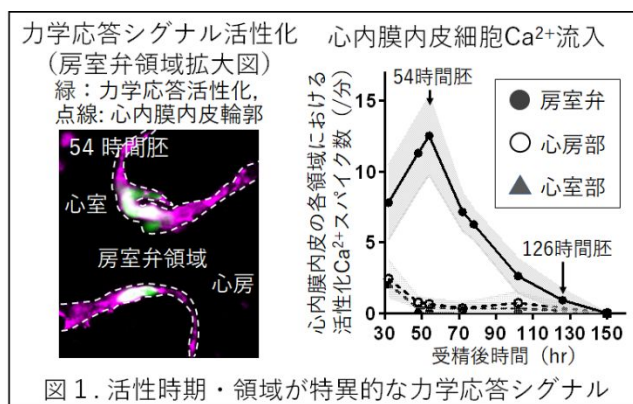 力学応答シグナル活性化
(房室弁領域拡大図)
緑：力学応答活性化,
点線: 心内膜内皮輪郭
54 時間胚
心室
房室弁領域
心房
心内膜内皮細胞Ca²⁺流入
心内膜内皮の各領域における
活性化Ca²⁺スパイク数（/分）
15
10
5
0
54時間胚
房室弁
心房部
心室部
126時間胚
30 50 70 90 110 130 150
受精後時間（hr）
図 1. 活性時期・領域が特異的な力学応答シグナル